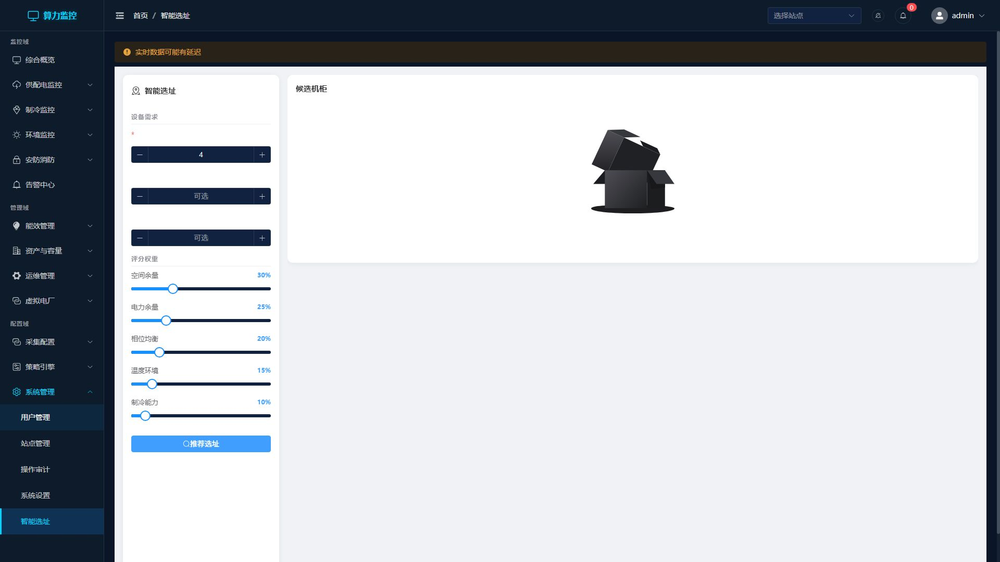 算力监控
首页 / 智能选址
选择站点
0
admin
监控域
综合概览
供配电监控
制冷监控
环境监控
安防消防
告警中心
管理域
能效管理
资产与容量
运维管理
虚拟电厂
配置域
采集配置
策略引擎
系统管理
用户管理
站点管理
操作审计
系统设置
智能选址
实时数据可能有延迟
智能选址
设备需求
*
4
可选
可选
评分权重
空间余量 30%
电力余量 25%
相位均衡 20%
温度环境 15%
制冷能力 10%
推荐选址
候选机柜